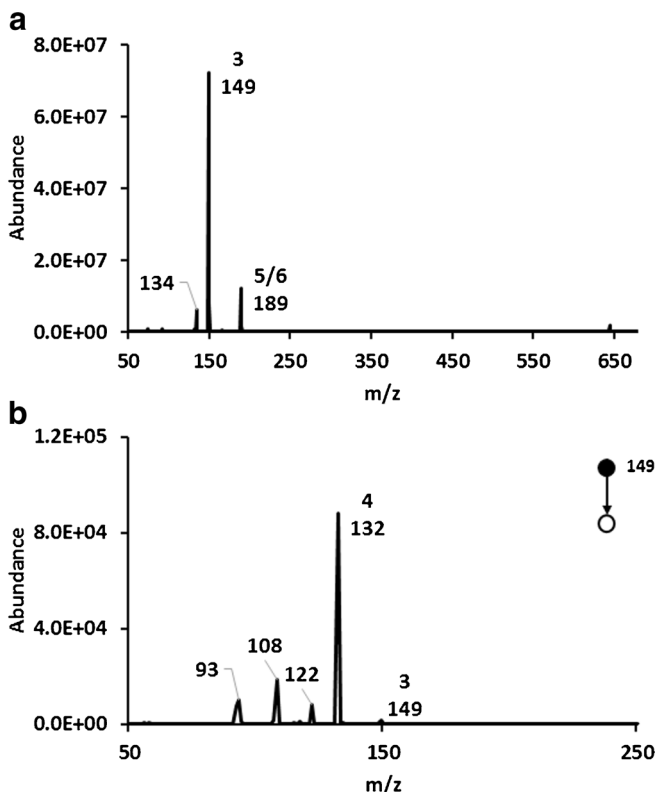 a
8.0E+07
6.0E+07
4.0E+07
2.0E+07
0.0E+00
Abundance
3
149
134
5/6
189
50 150 250 350 450 550 650
m/z
b
1.2E+05
8.0E+04
4.0E+04
0.0E+00
Abundance
149
4
132
108
93
122
3
149
50 150 250
m/z